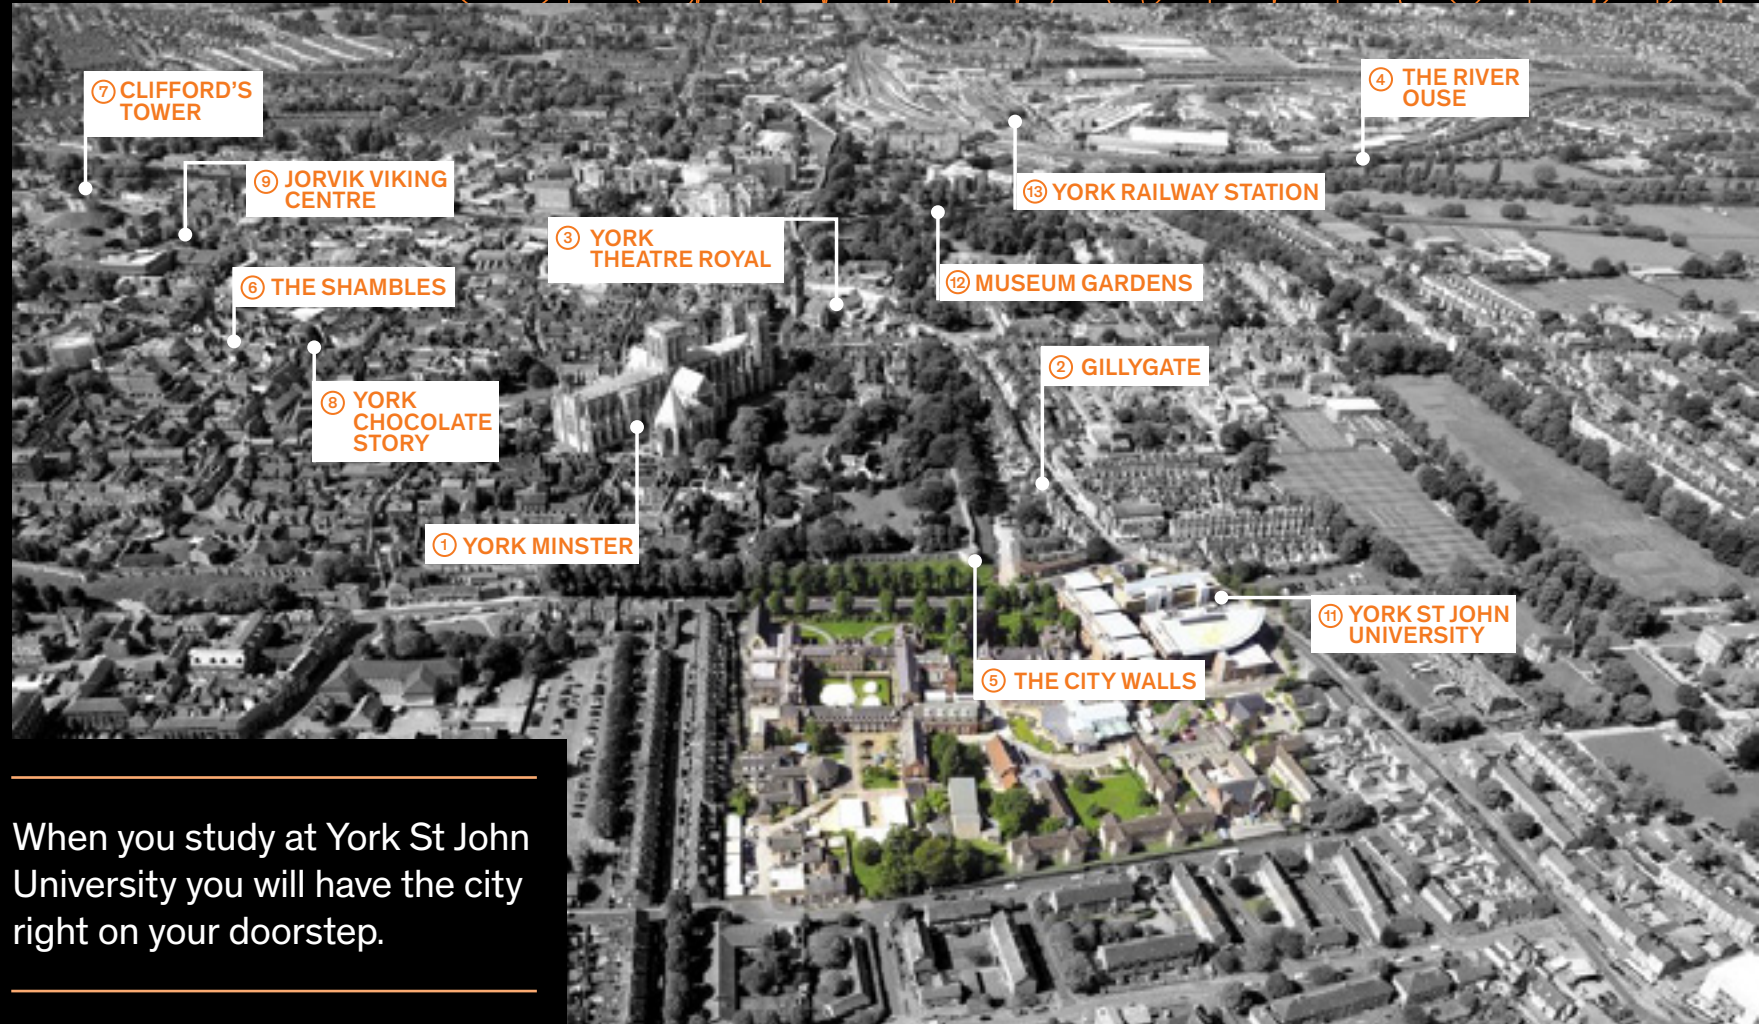 7 CLIFFORD'S
TOWER
4 THE RIVER
OUSE
9 JORVIK VIKING
CENTRE
13 YORK RAILWAY STATION
3 YORK
THEATRE ROYAL
6 THE SHAMBLES
12 MUSEUM GARDENS
2 GILLYGATE
8 YORK
CHOCOLATE
STORY
1 YORK MINSTER
11 YORK ST JOHN
UNIVERSITY
5 THE CITY WALLS
When you study at York St John
University you will have the city
right on your doorstep.